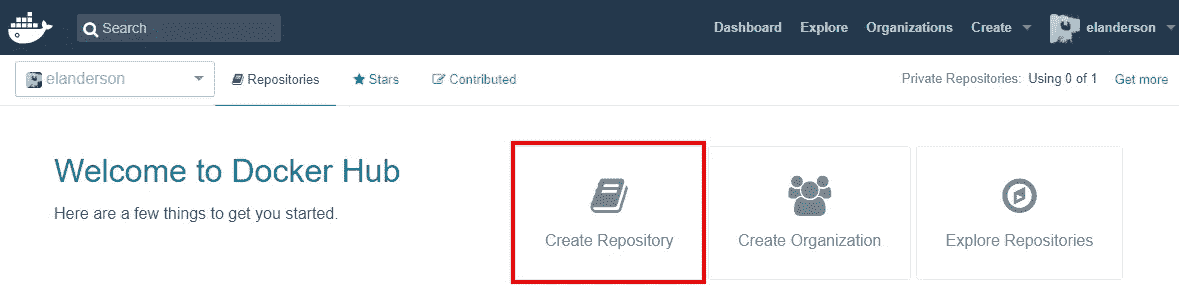 Search Dashboard Explore Organizations Create elanderson
elanderson Repositories Stars Contributed Private Repositories: Using 0 of 1 Get more
Welcome to Docker Hub
Here are a few things to get you started.
Create Repository Create Organization Explore Repositories